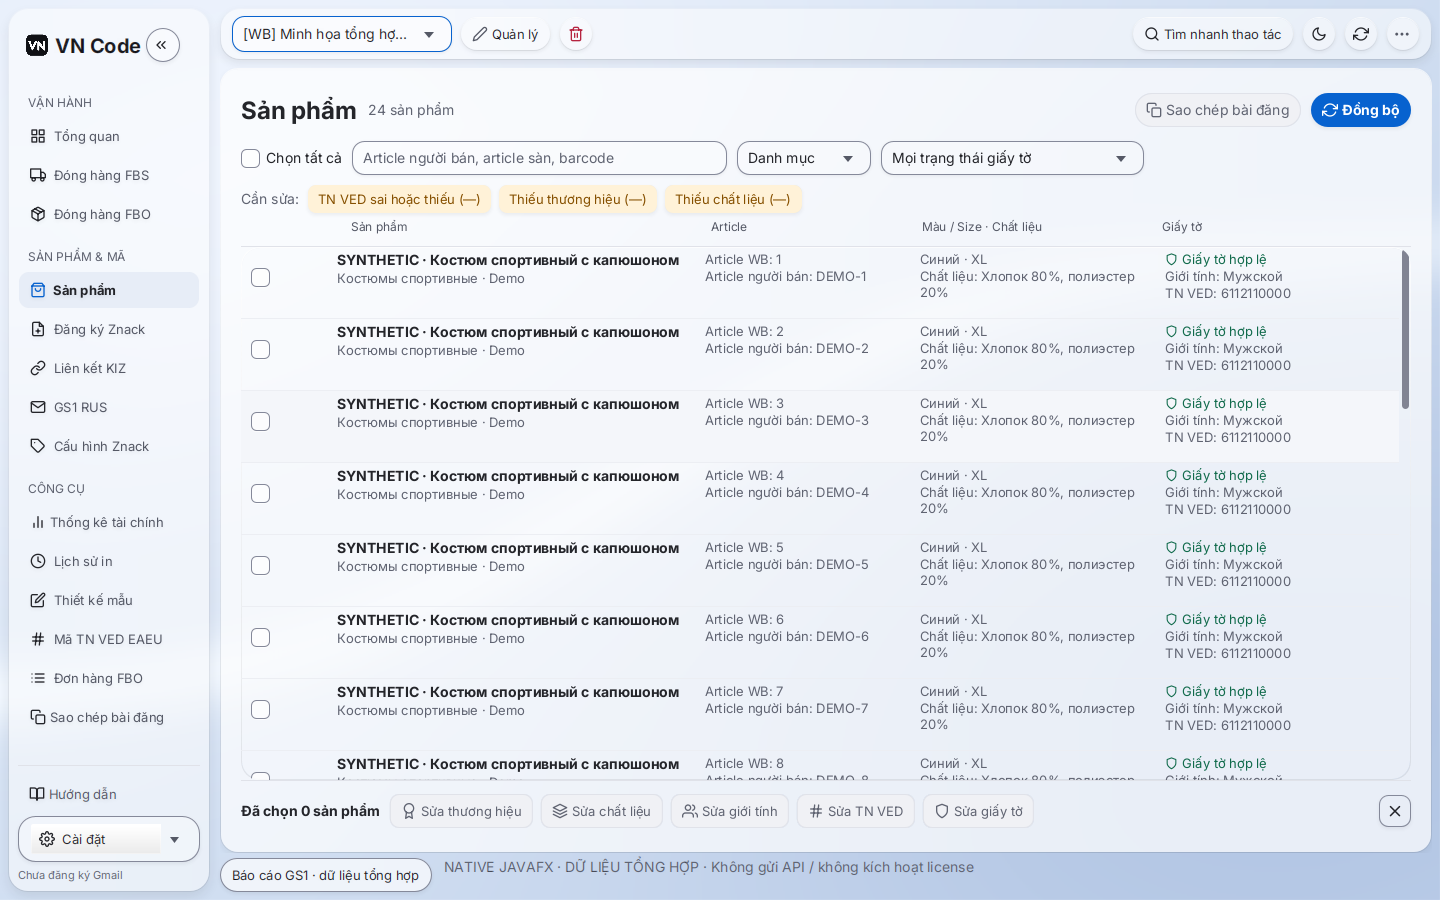 VN Code
VẬN HÀNH
Tổng quan
Đóng hàng FBS
Đóng hàng FBO
SẢN PHẨM & MÃ
Sản phẩm
Đăng ký Znack
Liên kết KIZ
GS1 RUS
Cấu hình Znack
CÔNG CỤ
Thống kê tài chính
Lịch sử in
Thiết kế mẫu
Mã TN VED EAEU
Đơn hàng FBO
Sao chép bài đăng
Hướng dẫn
Cài đặt
Chưa đăng ký Gmail
[WB] Minh họa tổng hợ...
Quản lý
Tìm nhanh thao tác
Sản phẩm
24 sản phẩm
Sao chép bài đăng
Đồng bộ
Chọn tất cả
Article người bán, article sàn, barcode
Danh mục
Mọi trạng thái giấy tờ
Cần sửa:
TN VED sai hoặc thiếu (—)
Thiếu thương hiệu (—)
Thiếu chất liệu (—)
Sản phẩm
Article
Màu / Size · Chất liệu
Giấy tờ
SYNTHETIC · Костюм спортивный с капюшоном
Костюмы спортивные · Demo
Article WB: 1
Article người bán: DEMO-1
Синий · XL
Chất liệu: Хлопок 80%, полиэстер
20%
Giấy tờ hợp lệ
Giới tính: Мужской
TN VED: 6112110000
SYNTHETIC · Костюм спортивный с капюшоном
Костюмы спортивные · Demo
Article WB: 2
Article người bán: DEMO-2
Синий · XL
Chất liệu: Хлопок 80%, полиэстер
20%
Giấy tờ hợp lệ
Giới tính: Мужской
TN VED: 6112110000
SYNTHETIC · Костюм спортивный с капюшоном
Костюмы спортивные · Demo
Article WB: 3
Article người bán: DEMO-3
Синий · XL
Chất liệu: Хлопок 80%, полиэстер
20%
Giấy tờ hợp lệ
Giới tính: Мужской
TN VED: 6112110000
SYNTHETIC · Костюм спортивный с капюшоном
Костюмы спортивные · Demo
Article WB: 4
Article người bán: DEMO-4
Синий · XL
Chất liệu: Хлопок 80%, полиэстер
20%
Giấy tờ hợp lệ
Giới tính: Мужской
TN VED: 6112110000
SYNTHETIC · Костюм спортивный с капюшоном
Костюмы спортивные · Demo
Article WB: 5
Article người bán: DEMO-5
Синий · XL
Chất liệu: Хлопок 80%, полиэстер
20%
Giấy tờ hợp lệ
Giới tính: Мужской
TN VED: 6112110000
SYNTHETIC · Костюм спортивный с капюшоном
Костюмы спортивные · Demo
Article WB: 6
Article người bán: DEMO-6
Синий · XL
Chất liệu: Хлопок 80%, полиэстер
20%
Giấy tờ hợp lệ
Giới tính: Мужской
TN VED: 6112110000
SYNTHETIC · Костюм спортивный с капюшоном
Костюмы спортивные · Demo
Article WB: 7
Article người bán: DEMO-7
Синий · XL
Chất liệu: Хлопок 80%, полиэстер
20%
Giấy tờ hợp lệ
Giới tính: Мужской
TN VED: 6112110000
SYNTHETIC · Костюм спортивный с капюшоном
Костюмы спортивные · Demo
Article WB: 8
Article người bán: DEMO-8
Синий · XL
Chất liệu: Хлопок 80%, полиэстер
Giấy tờ hợp lệ
Giới tính: Мужской
Đã chọn 0 sản phẩm
Sửa thương hiệu
Sửa chất liệu
Sửa giới tính
Sửa TN VED
Sửa giấy tờ
Báo cáo GS1 · dữ liệu tổng hợp
NATIVE JAVAFX · DỮ LIỆU TỔNG HỢP · Không gửi API / không kích hoạt license